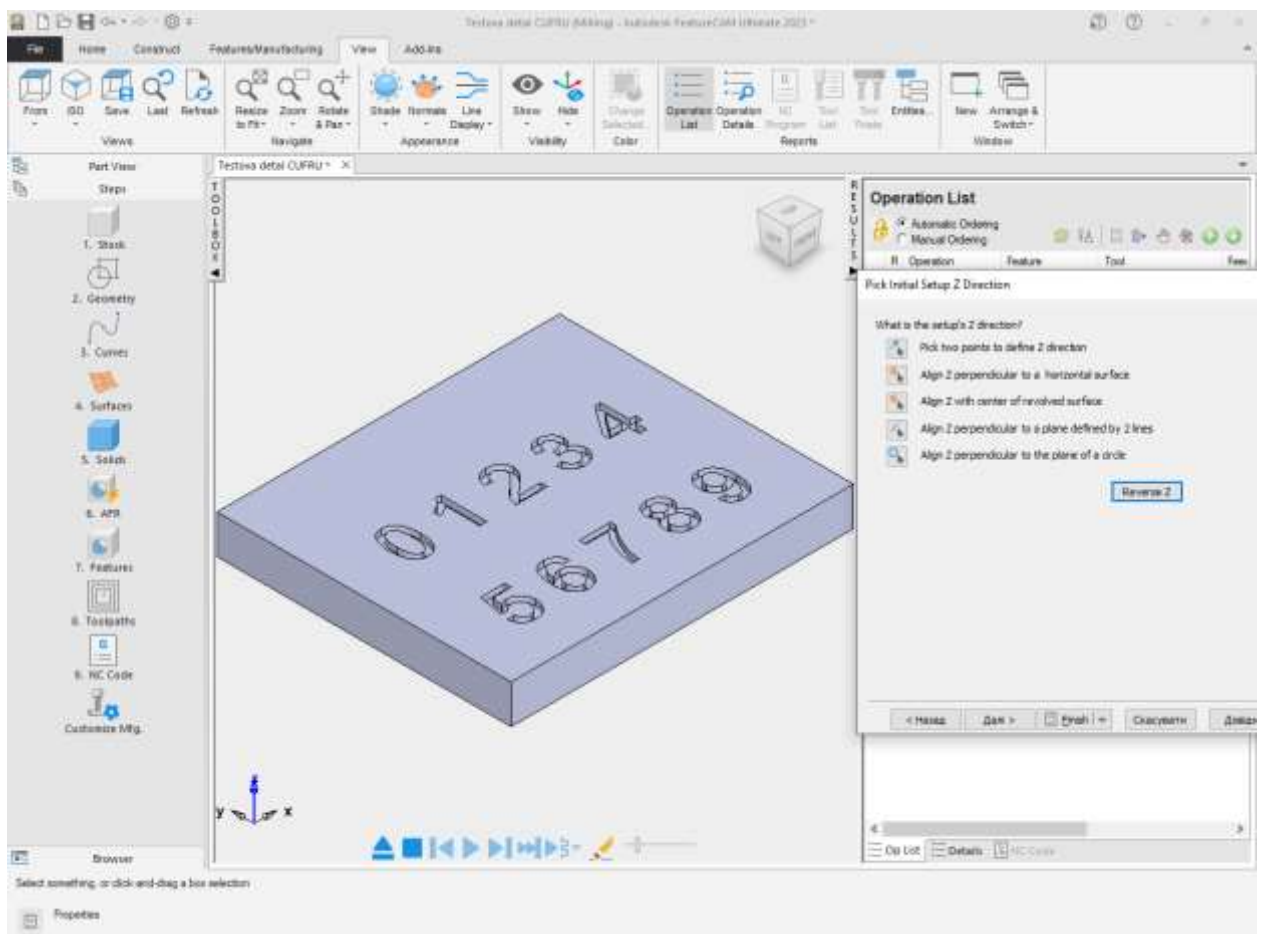 Testova detal CUFRU (Milling) - Autodesk FeatureCAM Ultimate 2023 *
File Home Construct Features/Manufacturing View Add-Ins
Front ISO Save Last Refresh
Resize to Fit Zoom Rotate & Pan
Shade Normals Line Display
Show Hide
Change Selected...
Operation List Operation Details NC Program Tool List Tool Entities...
New Arrange & Switch
Views Navigate Appearance Visibility Color Reports Window
Part View
Testova detal CUFRU * X
Steps
TOOLBOX
RESULTS
1. Stock
2. Geometry
3. Curves
4. Surfaces
5. Solids
6. AFR
7. Features
8. Toolpaths
9. NC Code
Customize Mfg.
0 1 2 3 4
5 6 7 8 9
z
y x
Operation List
Automatic Ordering
Manual Ordering
R Operation Feature Tool Feed
Pick Initial Setup Z Direction
What is the setup's Z direction?
Pick two points to define Z direction
Align Z perpendicular to a horizontal surface
Align Z with center of revolved surface
Align Z perpendicular to a plane defined by 2 lines
Align Z perpendicular to the plane of a circle
Reverse Z
< Назад Далі > Finish Скасувати
Op List Details NC Code
Browser
Select something, or click-and-drag a box selection
Properties